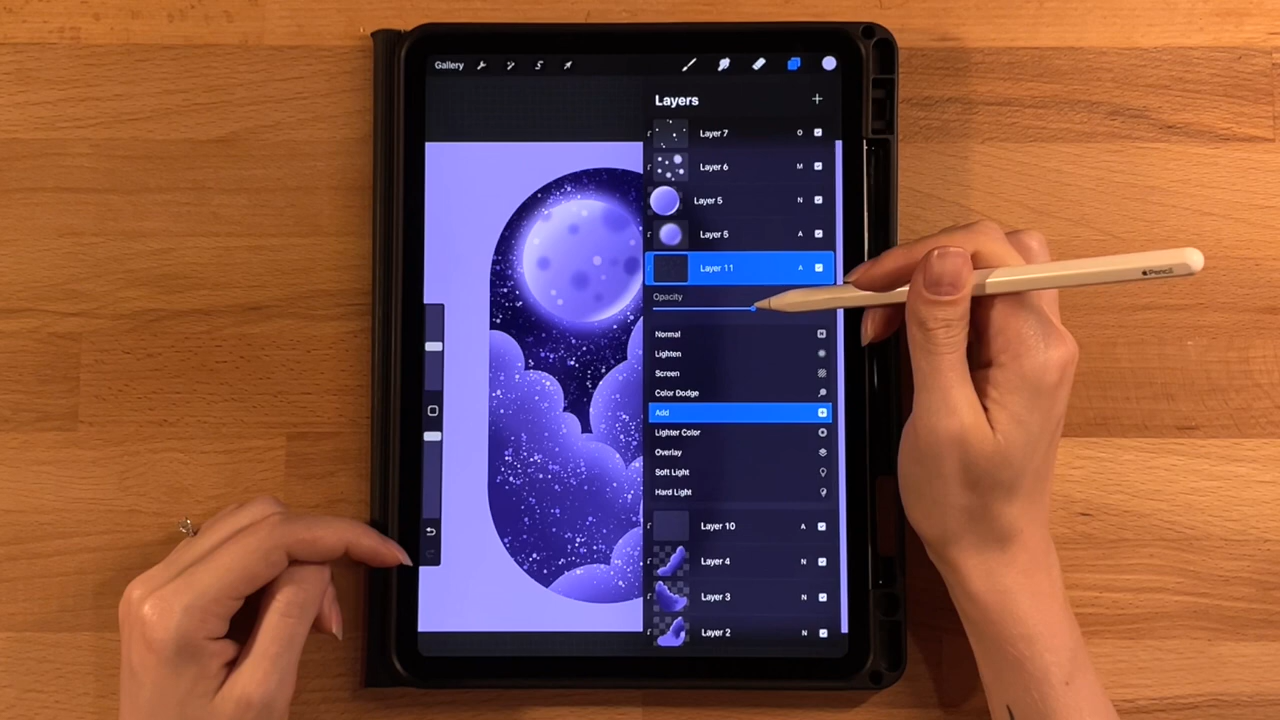 Gallery
Layers
Layer 7 O
Layer 6 M
Layer 5 N
Layer 5 A
Layer 11 A
Opacity
Normal
Lighten
Screen
Color Dodge
Add
Lighter Color
Overlay
Soft Light
Hard Light
Layer 10 A
Layer 4 N
Layer 3 N
Layer 2 N
Pencil